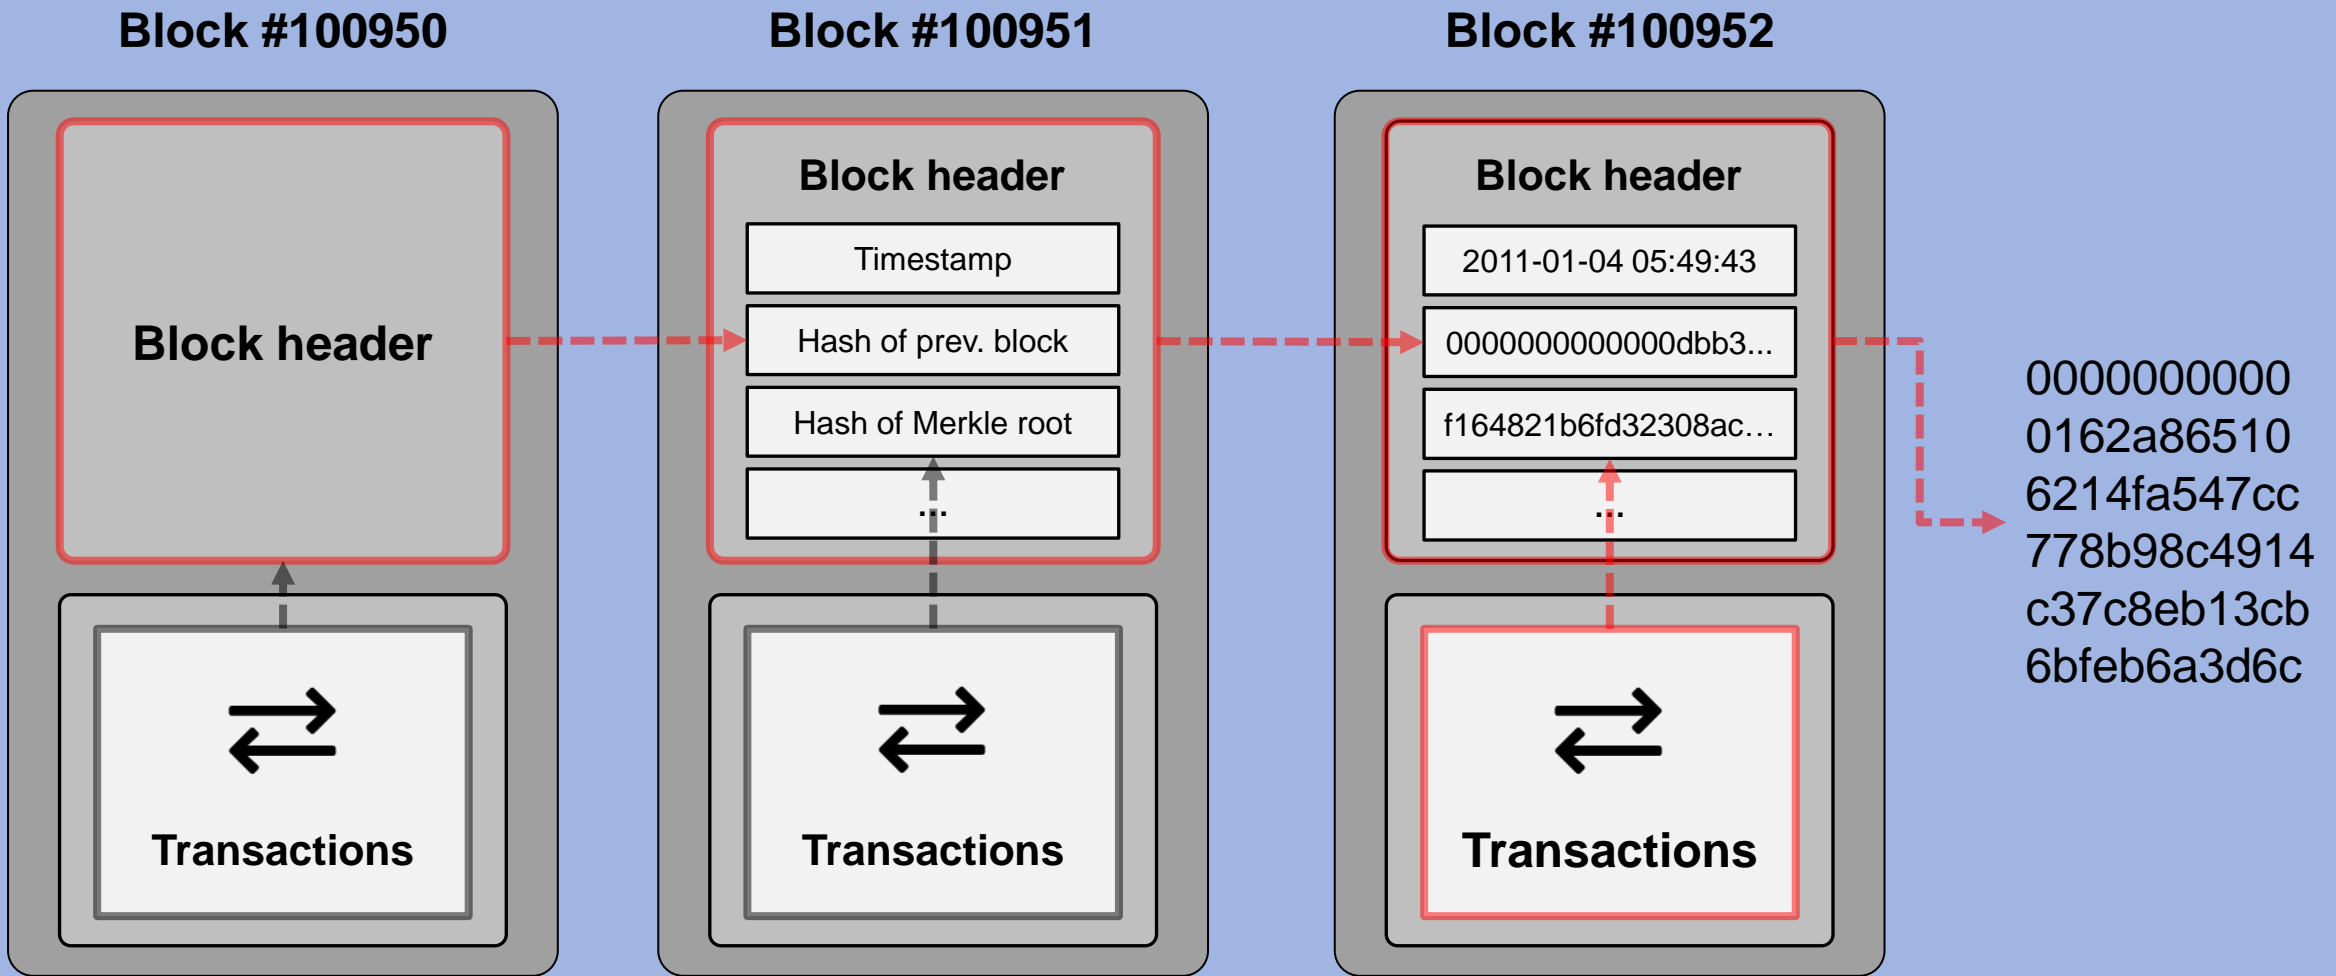 Block #100950
Block header
Transactions
Block #100951
Block header
Timestamp
Hash of prev. block
Hash of Merkle root
...
Transactions
Block #100952
Block header
2011-01-04 05:49:43
0000000000000dbb3...
f164821b6fd32308ac…
...
Transactions
0000000000
0162a86510
6214fa547cc
778b98c4914
c37c8eb13cb
6bfeb6a3d6c